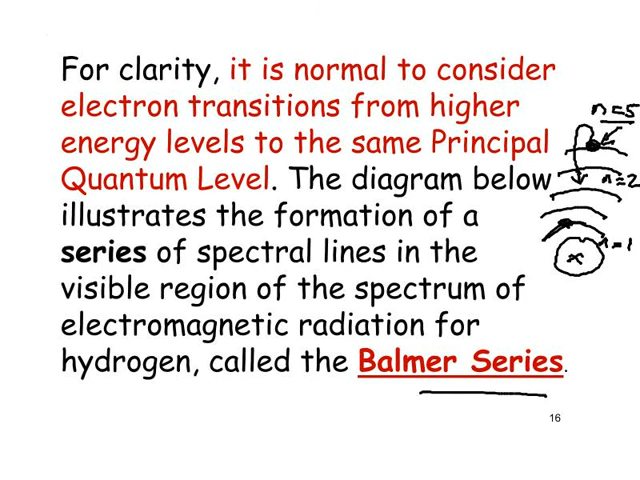 For clarity, it is normal to consider
electron transitions from higher
energy levels to the same Principal
Quantum Level. The diagram below
illustrates the formation of a
series of spectral lines in the
visible region of the spectrum of
electromagnetic radiation for
hydrogen, called the Balmer Series.
n=5
n=2
n=1
x
16